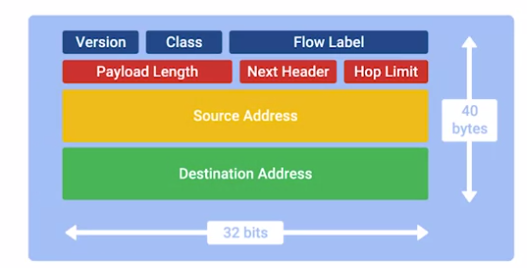 Version Class Flow Label
Payload Length Next Header Hop Limit
Source Address
40
bytes
Destination Address
32 bits